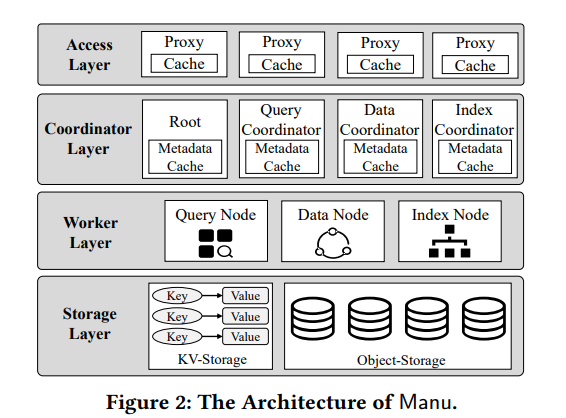 Access
Layer
Proxy
Cache
Proxy
Cache
Proxy
Cache
Proxy
Cache
Coordinator
Layer
Root
Metadata
Cache
Query
Coordinator
Metadata
Cache
Data
Coordinator
Metadata
Cache
Index
Coordinator
Metadata
Cache
Worker
Layer
Query Node
Data Node
Index Node
Storage
Layer
Key Value
Key Value
Key Value
KV-Storage
Object-Storage
Figure 2: The Architecture of Manu.